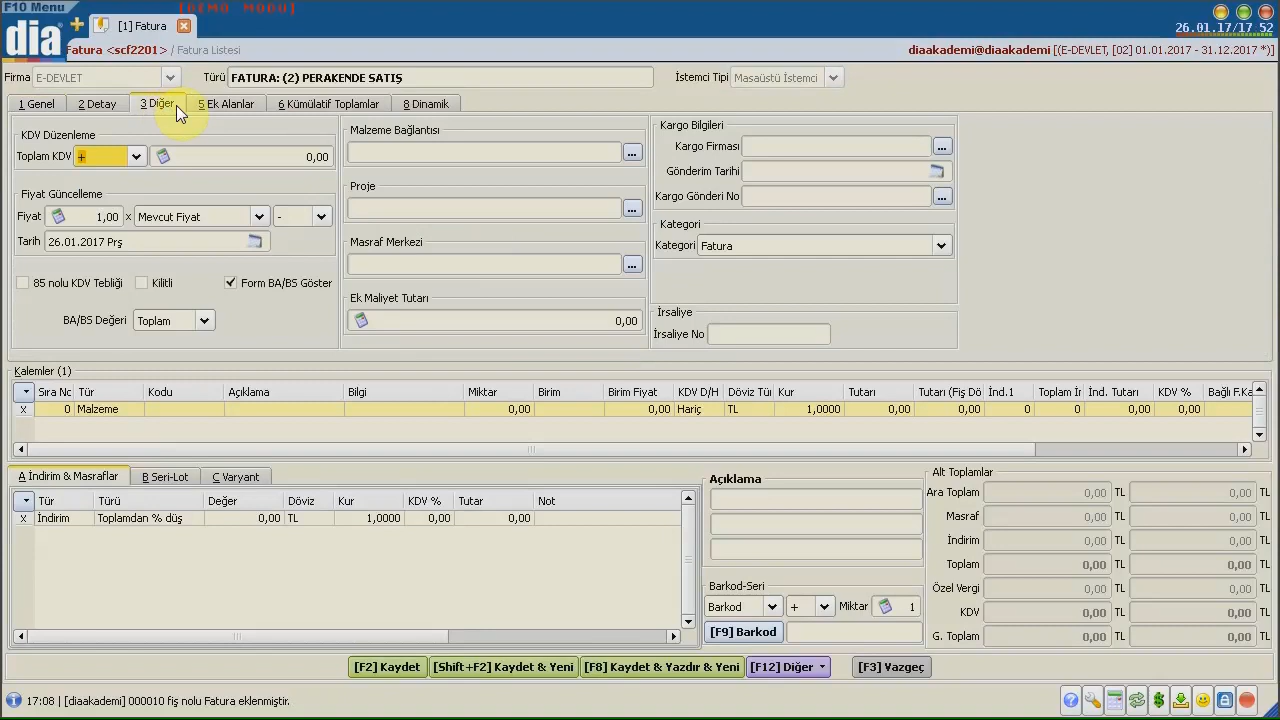 F10 Menu
[DEMO MODU]
dia
[1] Fatura
26.01.17/17 52
Fatura <scf2201> / Fatura Listesi
diaakademi@diaakademi [(E-DEVLET, [02] 01.01.2017 - 31.12.2017 *)]
Firma E-DEVLET Türü FATURA: (2) PERAKENDE SATIŞ İstemci Tipi Masaüstü İstemci
1 Genel 2 Detay 3 Diğer 5 Ek Alanlar 6 Kümülatif Toplamlar 8 Dinamik
KDV Düzenleme
Toplam KDV + 0,00
Fiyat Güncelleme
Fiyat 1,00 x Mevcut Fiyat -
Tarih 26.01.2017 Prş
85 nolu KDV Tebliği Kilitli Form BA/BS Göster
BA/BS Değeri Toplam
Malzeme Bağlantısı
...
Proje
...
Masraf Merkezi
...
Ek Maliyet Tutarı
0,00
Kargo Bilgileri
Kargo Firması ...
Gönderim Tarihi
Kargo Gönderi No ...
Kategori
Kategori Fatura
İrsaliye
İrsaliye No
Kalemler (1)
Sıra Nc Tür Kodu Açıklama Bilgi Miktar Birim Birim Fiyat KDV D/H Döviz Tü Kur Tutarı Tutarı (Fiş Dö İnd.1 Toplam İr İnd. Tutarı KDV % Bağlı F.Ka
x 0 Malzeme 0,00 0,00 Hariç TL 1,0000 0,00 0,00 0 0 0,00 0,00
A İndirim & Masraflar B Seri-Lot C Varyant
Tür Türü Değer Döviz Kur KDV % Tutar Not
x İndirim Toplamdan % düş 0,00 TL 1,0000 0,00 0,00
Açıklama
Barkod-Seri
Barkod + Miktar 1
[F9] Barkod
Alt Toplamlar
Ara Toplam 0,00 TL 0,00 TL
Masraf 0,00 TL 0,00 TL
İndirim 0,00 TL 0,00 TL
Toplam 0,00 TL 0,00 TL
Özel Vergi 0,00 TL 0,00 TL
KDV 0,00 TL 0,00 TL
G. Toplam 0,00 TL 0,00 TL
[F2] Kaydet [Shift+F2] Kaydet & Yeni [F8] Kaydet & Yazdır & Yeni [F12] Diğer [F3] Vazgeç
17:08 | [diaakademi] 000010 fiş nolu Fatura eklenmiştir.